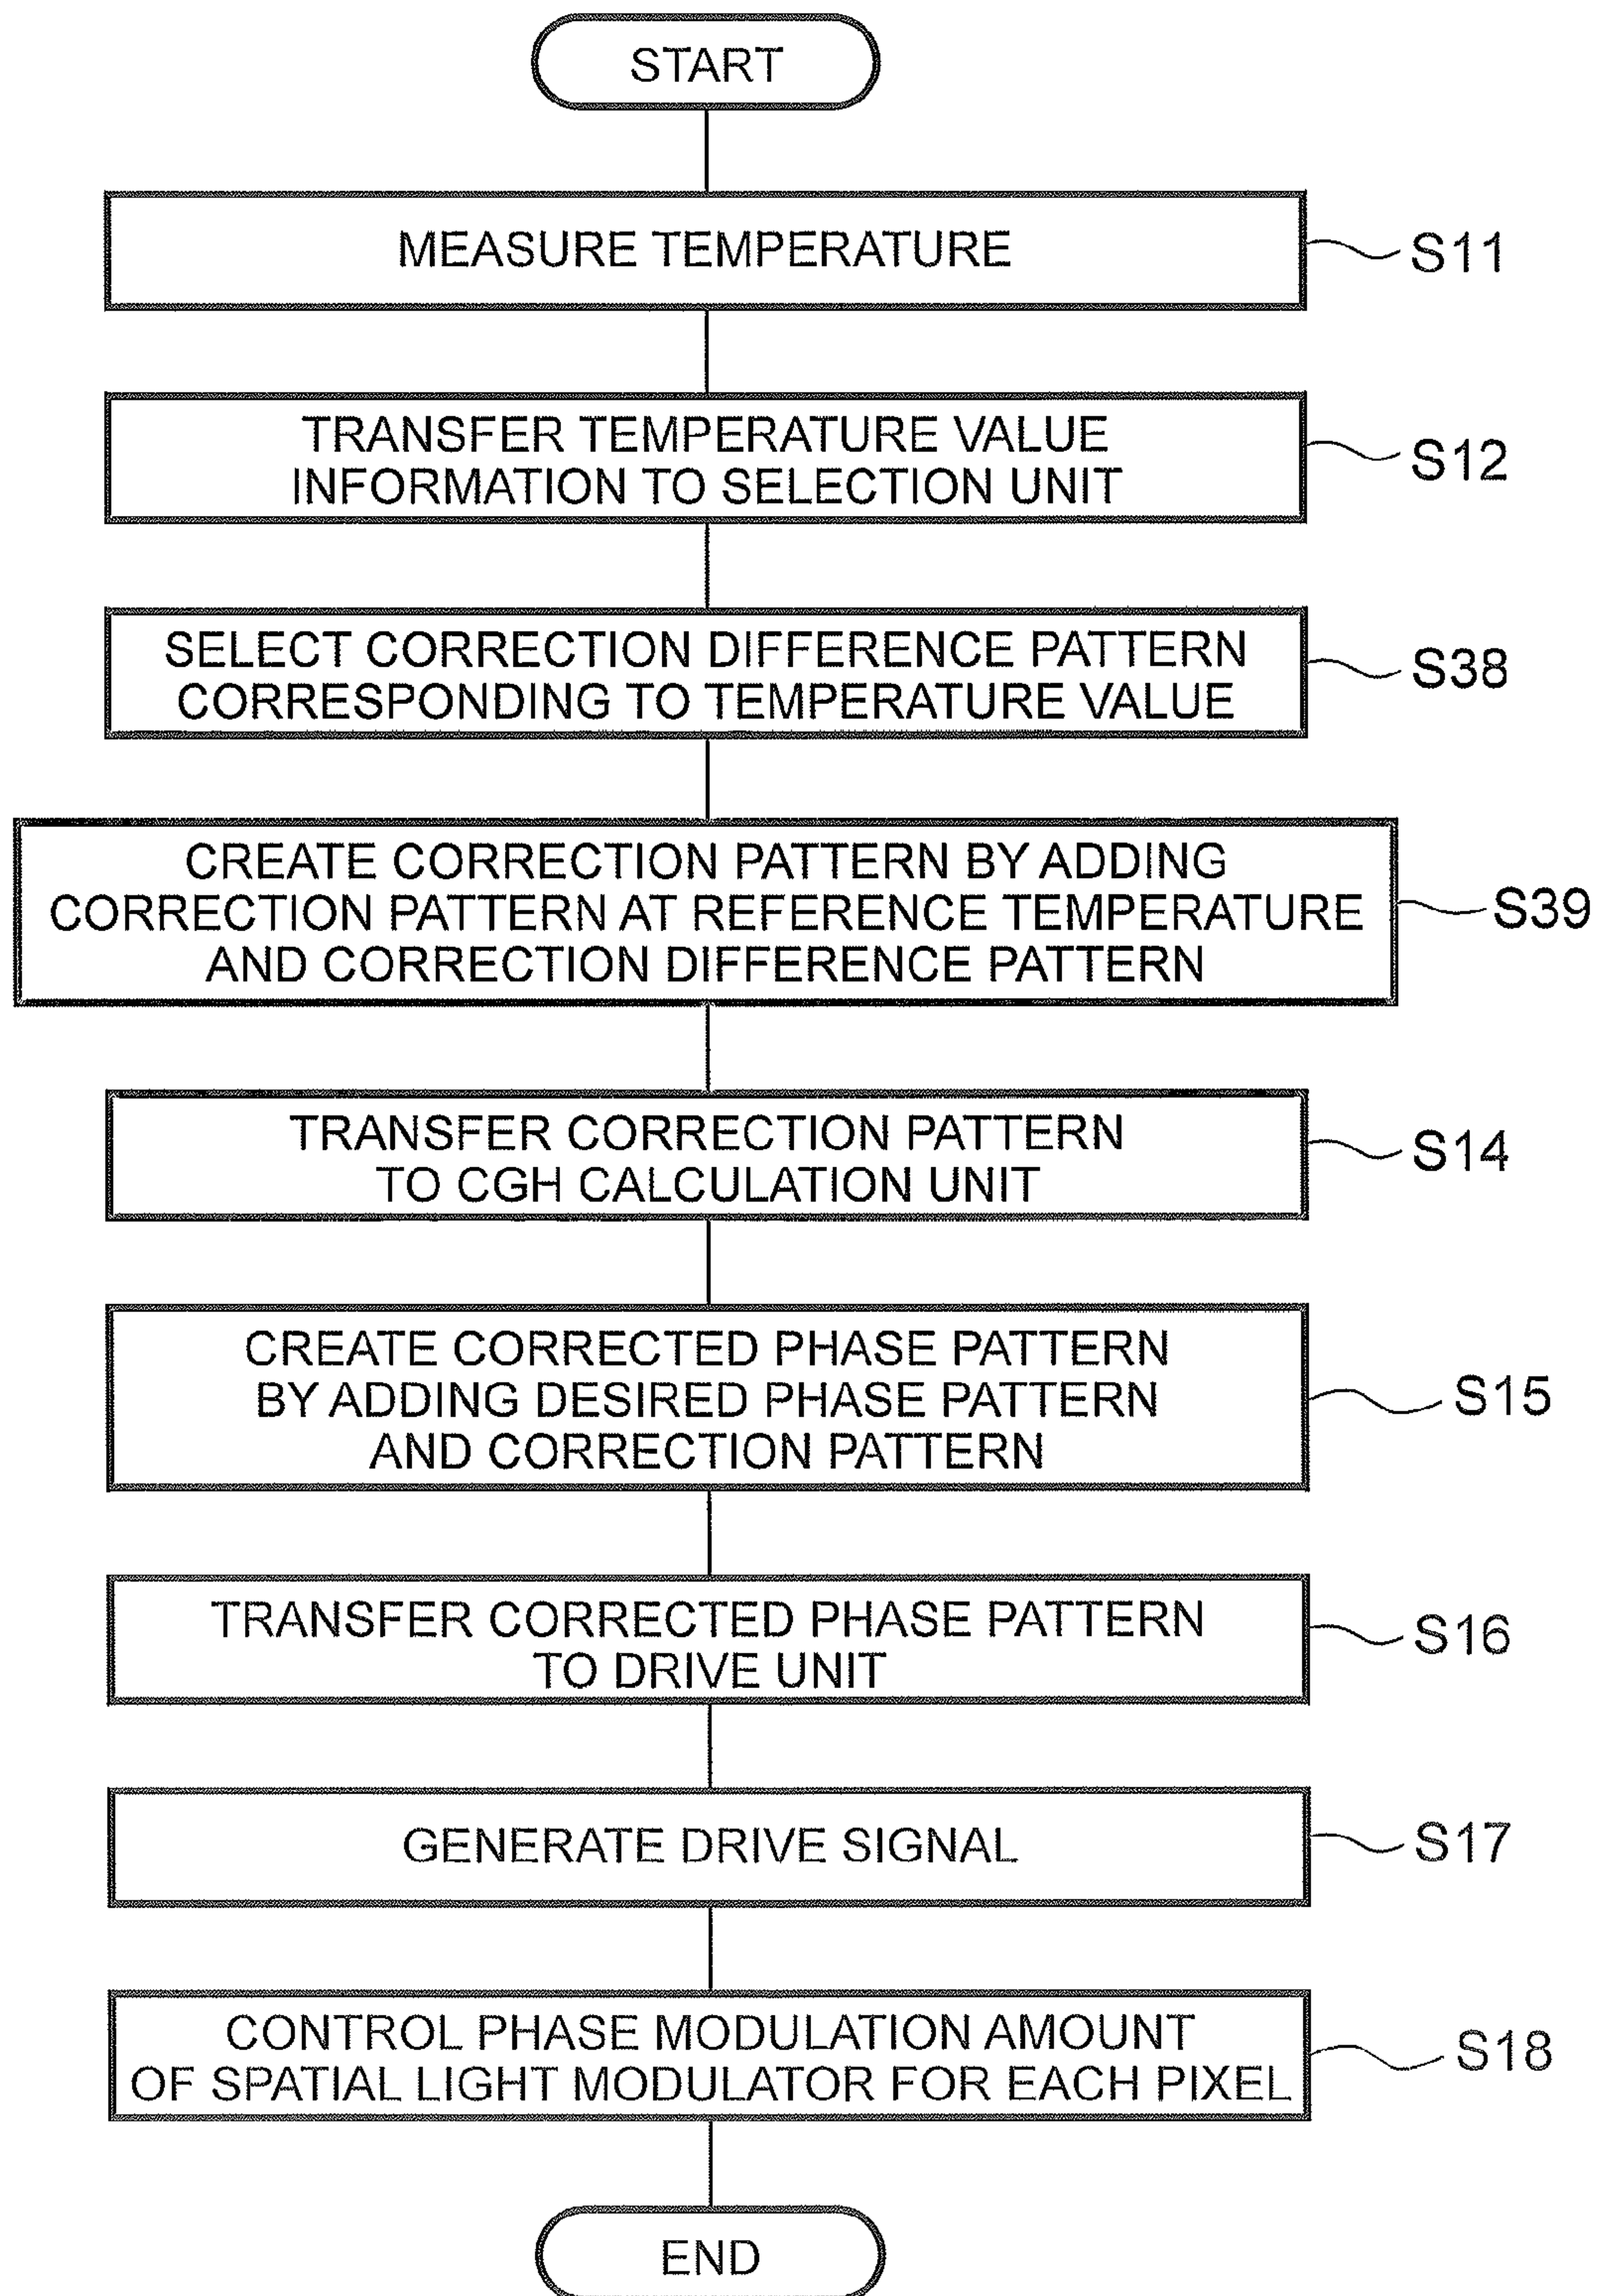 START
MEASURE TEMPERATURE
S11
TRANSFER TEMPERATURE VALUE
INFORMATION TO SELECTION UNIT
S12
SELECT CORRECTION DIFFERENCE PATTERN
CORRESPONDING TO TEMPERATURE VALUE
S38
CREATE CORRECTION PATTERN BY ADDING
CORRECTION PATTERN AT REFERENCE TEMPERATURE
AND CORRECTION DIFFERENCE PATTERN
S39
TRANSFER CORRECTION PATTERN
TO CGH CALCULATION UNIT
S14
CREATE CORRECTED PHASE PATTERN
BY ADDING DESIRED PHASE PATTERN
AND CORRECTION PATTERN
S15
TRANSFER CORRECTED PHASE PATTERN
TO DRIVE UNIT
S16
GENERATE DRIVE SIGNAL
S17
CONTROL PHASE MODULATION AMOUNT
OF SPATIAL LIGHT MODULATOR FOR EACH PIXEL
S18
END